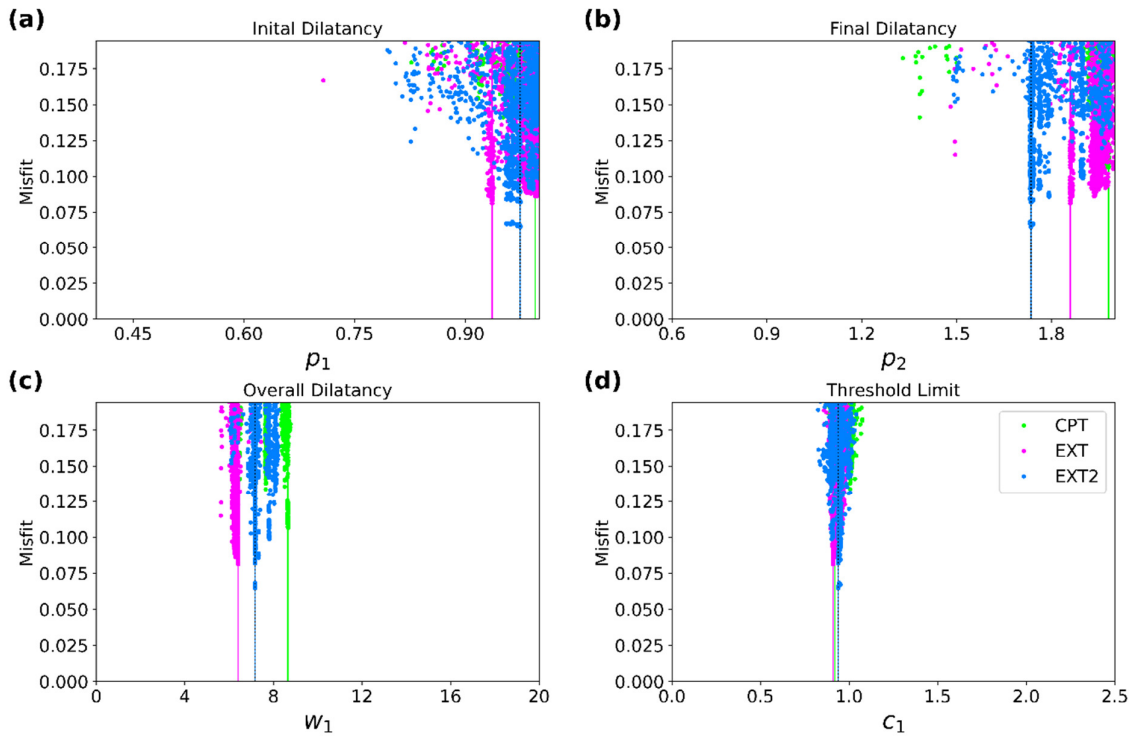 (a)
Inital Dilatancy
Misfit
0.175
0.150
0.125
0.100
0.075
0.050
0.025
0.000
0.45 0.60 0.75 0.90
p1
(b)
Final Dilatancy
Misfit
0.175
0.150
0.125
0.100
0.075
0.050
0.025
0.000
0.6 0.9 1.2 1.5 1.8
p2
(c)
Overall Dilatancy
Misfit
0.175
0.150
0.125
0.100
0.075
0.050
0.025
0.000
0 4 8 12 16 20
w1
(d)
Threshold Limit
Misfit
0.175
0.150
0.125
0.100
0.075
0.050
0.025
0.000
0.0 0.5 1.0 1.5 2.0 2.5
c1
CPT
EXT
EXT2